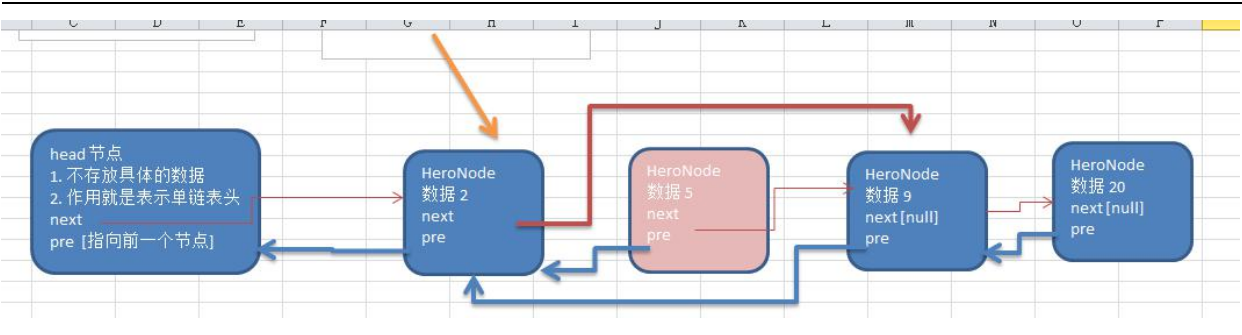 head 节点
1. 不存放具体的数据
2. 作用就是表示单链表头
next
pre [指向前一个节点]
HeroNode
数据 2
next
pre
HeroNode
数据 5
next
pre
HeroNode
数据 9
next[null]
pre
HeroNode
数据 20
next[null]
pre